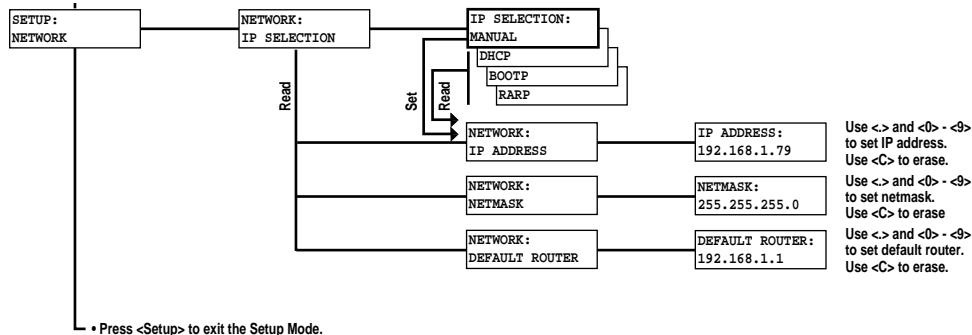 SETUP:
NETWORK
NETWORK:
IP SELECTION
IP SELECTION:
MANUAL
DHCP
BOOTP
RARP
Read
Set
Read
NETWORK:
IP ADDRESS
IP ADDRESS:
192.168.1.79
Use <.> and <0> - <9>
to set IP address.
Use <C> to erase.
NETWORK:
NETMASK
NETMASK:
255.255.255.0
Use <.> and <0> - <9>
to set netmask.
Use <C> to erase
NETWORK:
DEFAULT ROUTER
DEFAULT ROUTER:
192.168.1.1
Use <.> and <0> - <9>
to set default router.
Use <C> to erase.
• Press <Setup> to exit the Setup Mode.